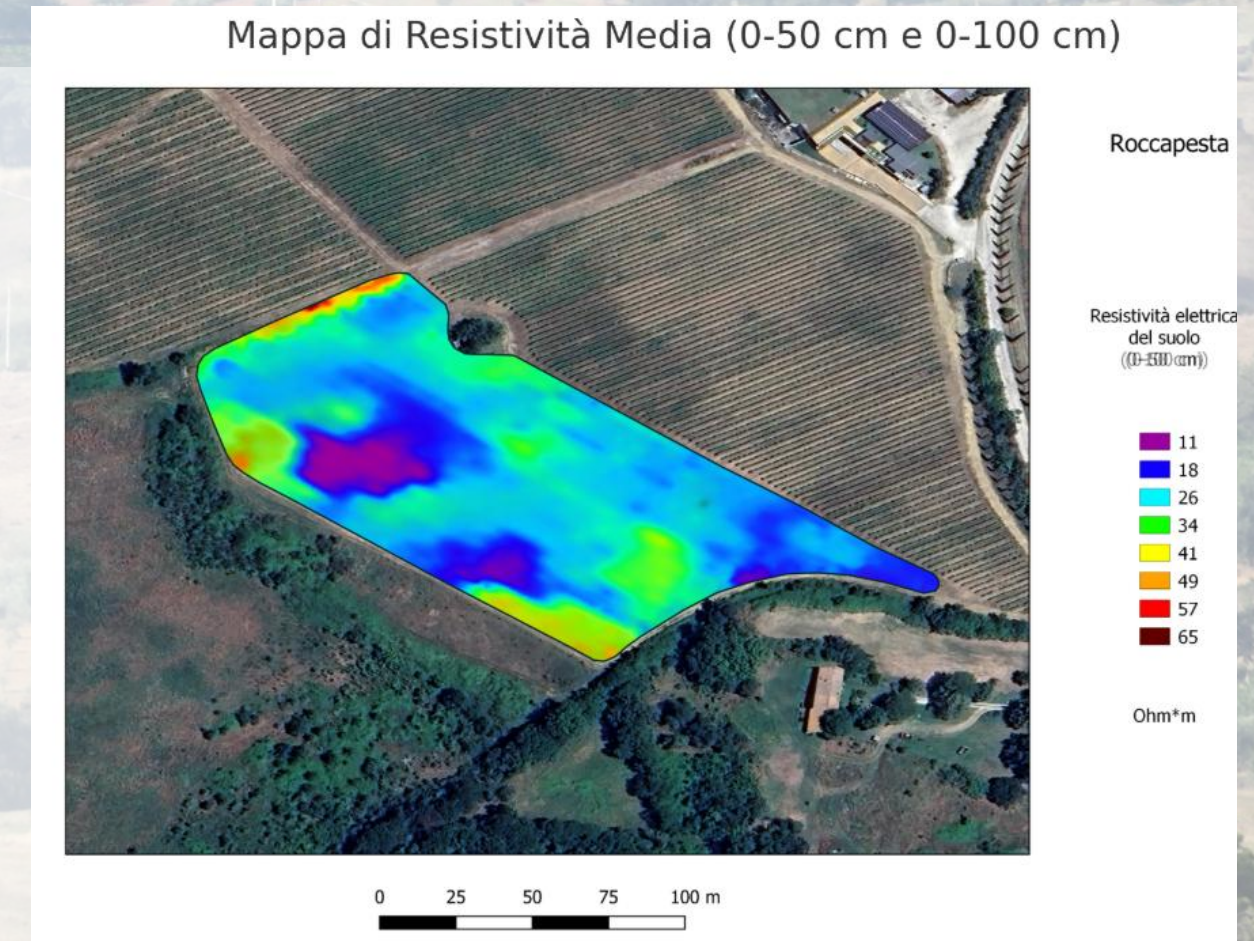 Mappa di Resistività Media (0-50 cm e 0-100 cm)
Roccapesta
Resistività elettrica
del suolo
11
18
26
34
41
49
57
65
Ohm*m
0 25 50 75 100 m